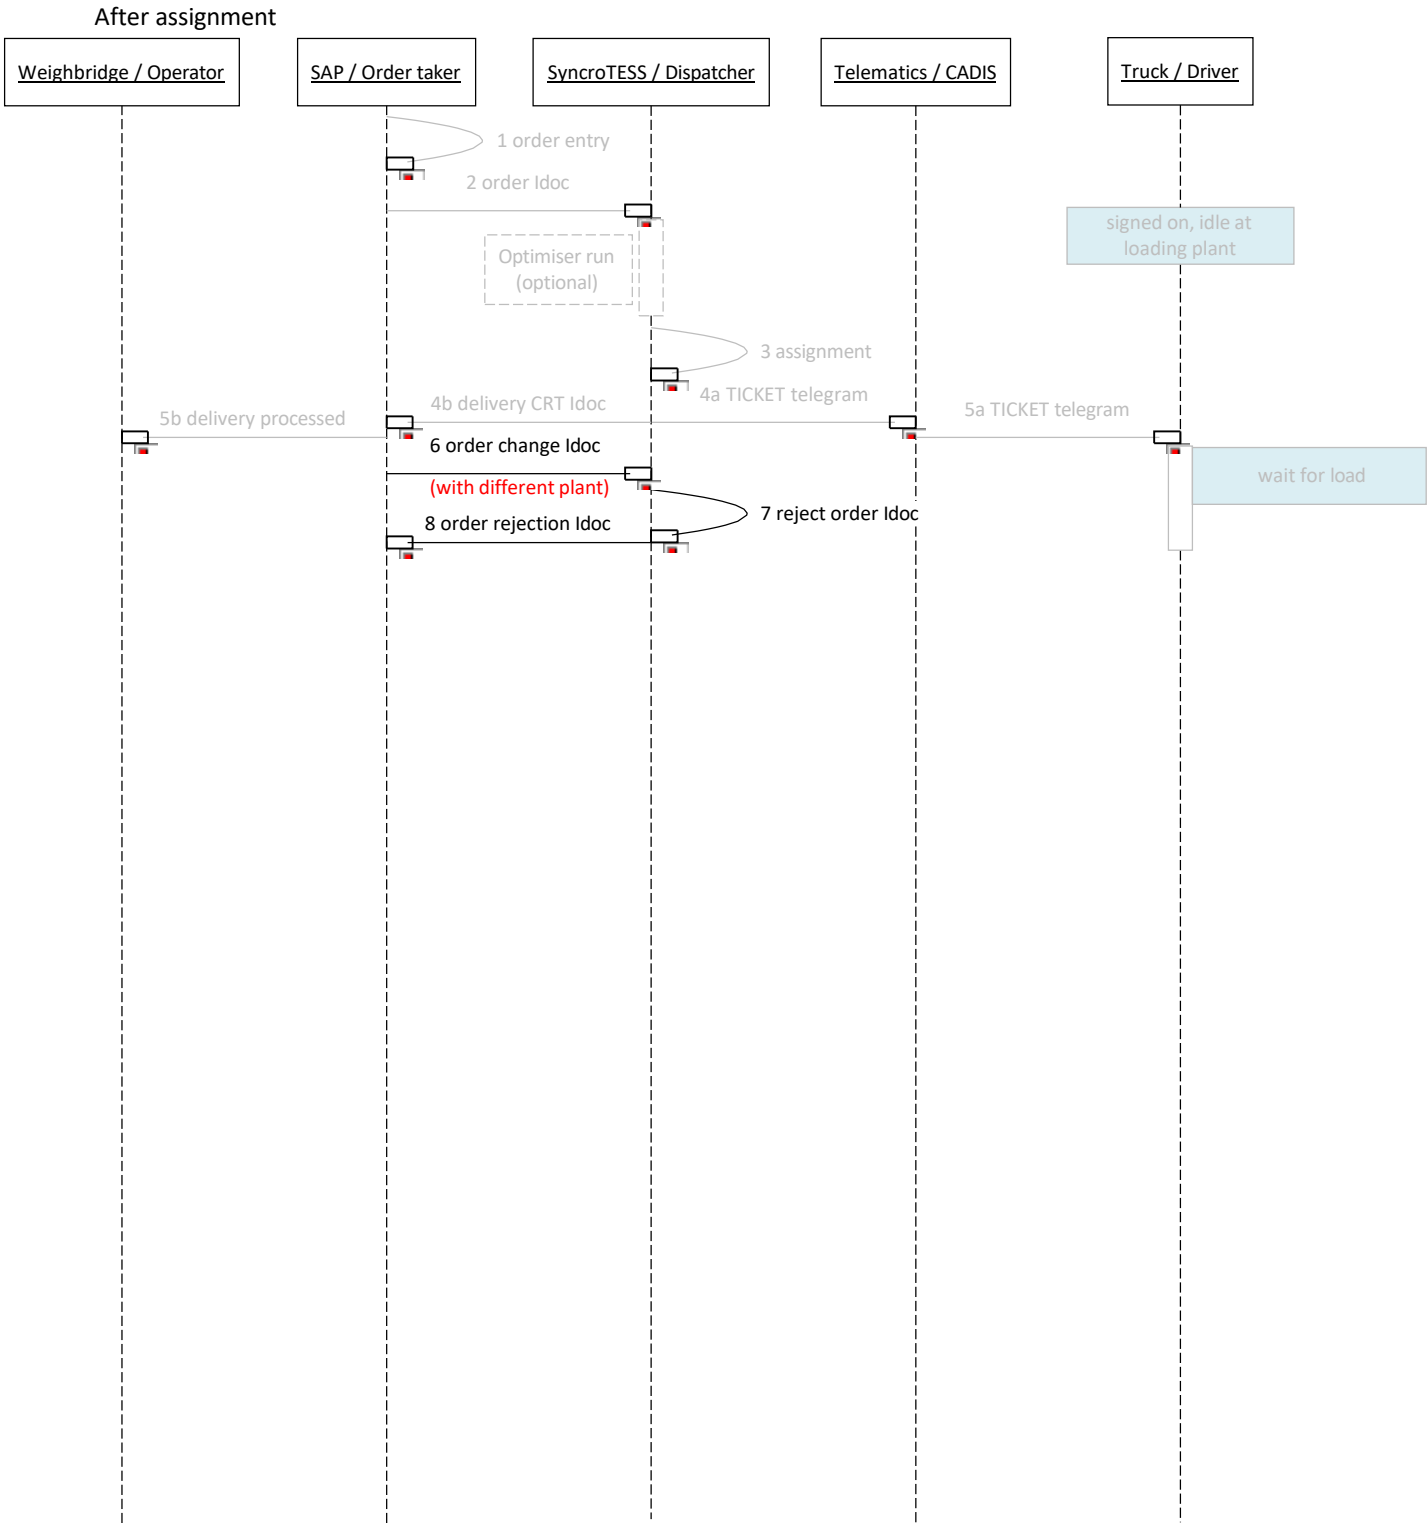 After assignment
Weighbridge / Operator
SAP / Order taker
SyncroTESS / Dispatcher
Telematics / CADIS
Truck / Driver
1 order entry
2 order Idoc
signed on, idle at
loading plant
Optimiser run
(optional)
3 assignment
4a TICKET telegram
4b delivery CRT Idoc
5a TICKET telegram
5b delivery processed
6 order change Idoc
(with different plant)
wait for load
7 reject order Idoc
8 order rejection Idoc